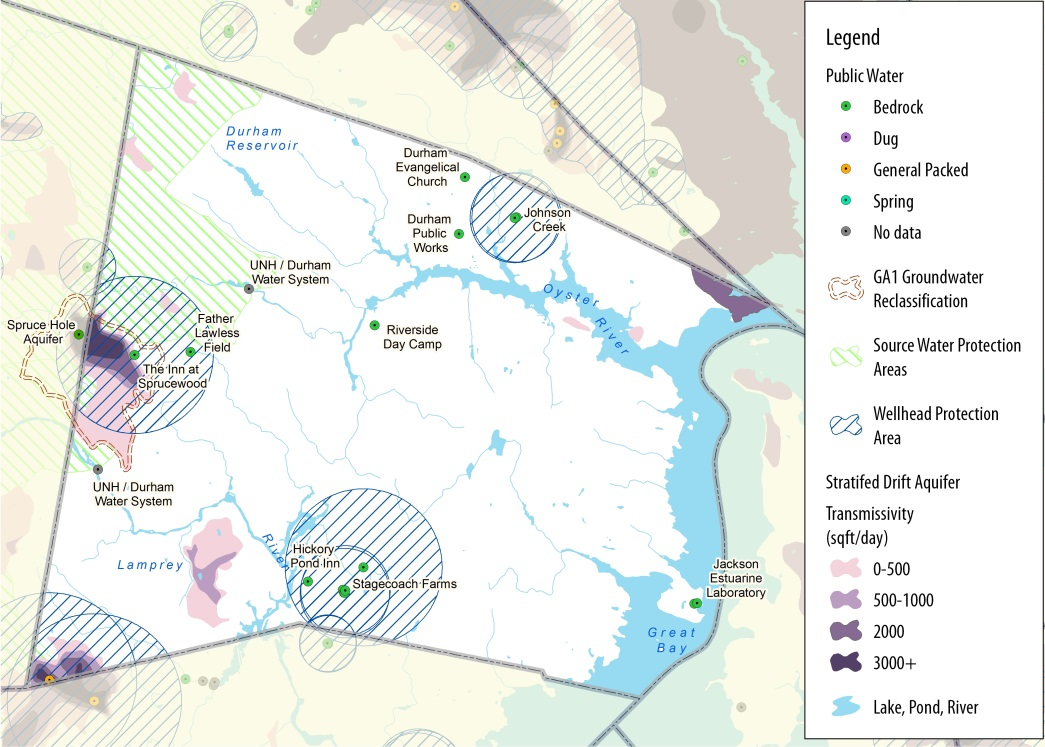 Durham
Reservoir
Durham
Evangelical
Church
Johnson
Creek
Durham
Public
Works
UNH / Durham
Water System
Oyster
River
Spruce Hole
Aquifer
Father
Lawless
Field
Riverside
Day Camp
The Inn at
Sprucewood
UNH / Durham
Water System
Lamprey
River
Hickory
Pond Inn
Stagecoach Farms
Jackson
Estuarine
Laboratory
Great
Bay
Legend
Public Water
Bedrock
Dug
General Packed
Spring
No data
GA1 Groundwater
Reclassification
Source Water Protection
Areas
Wellhead Protection
Area
Stratifed Drift Aquifer
Transmissivity
(sqft/day)
0-500
500-1000
2000
3000+
Lake, Pond, River